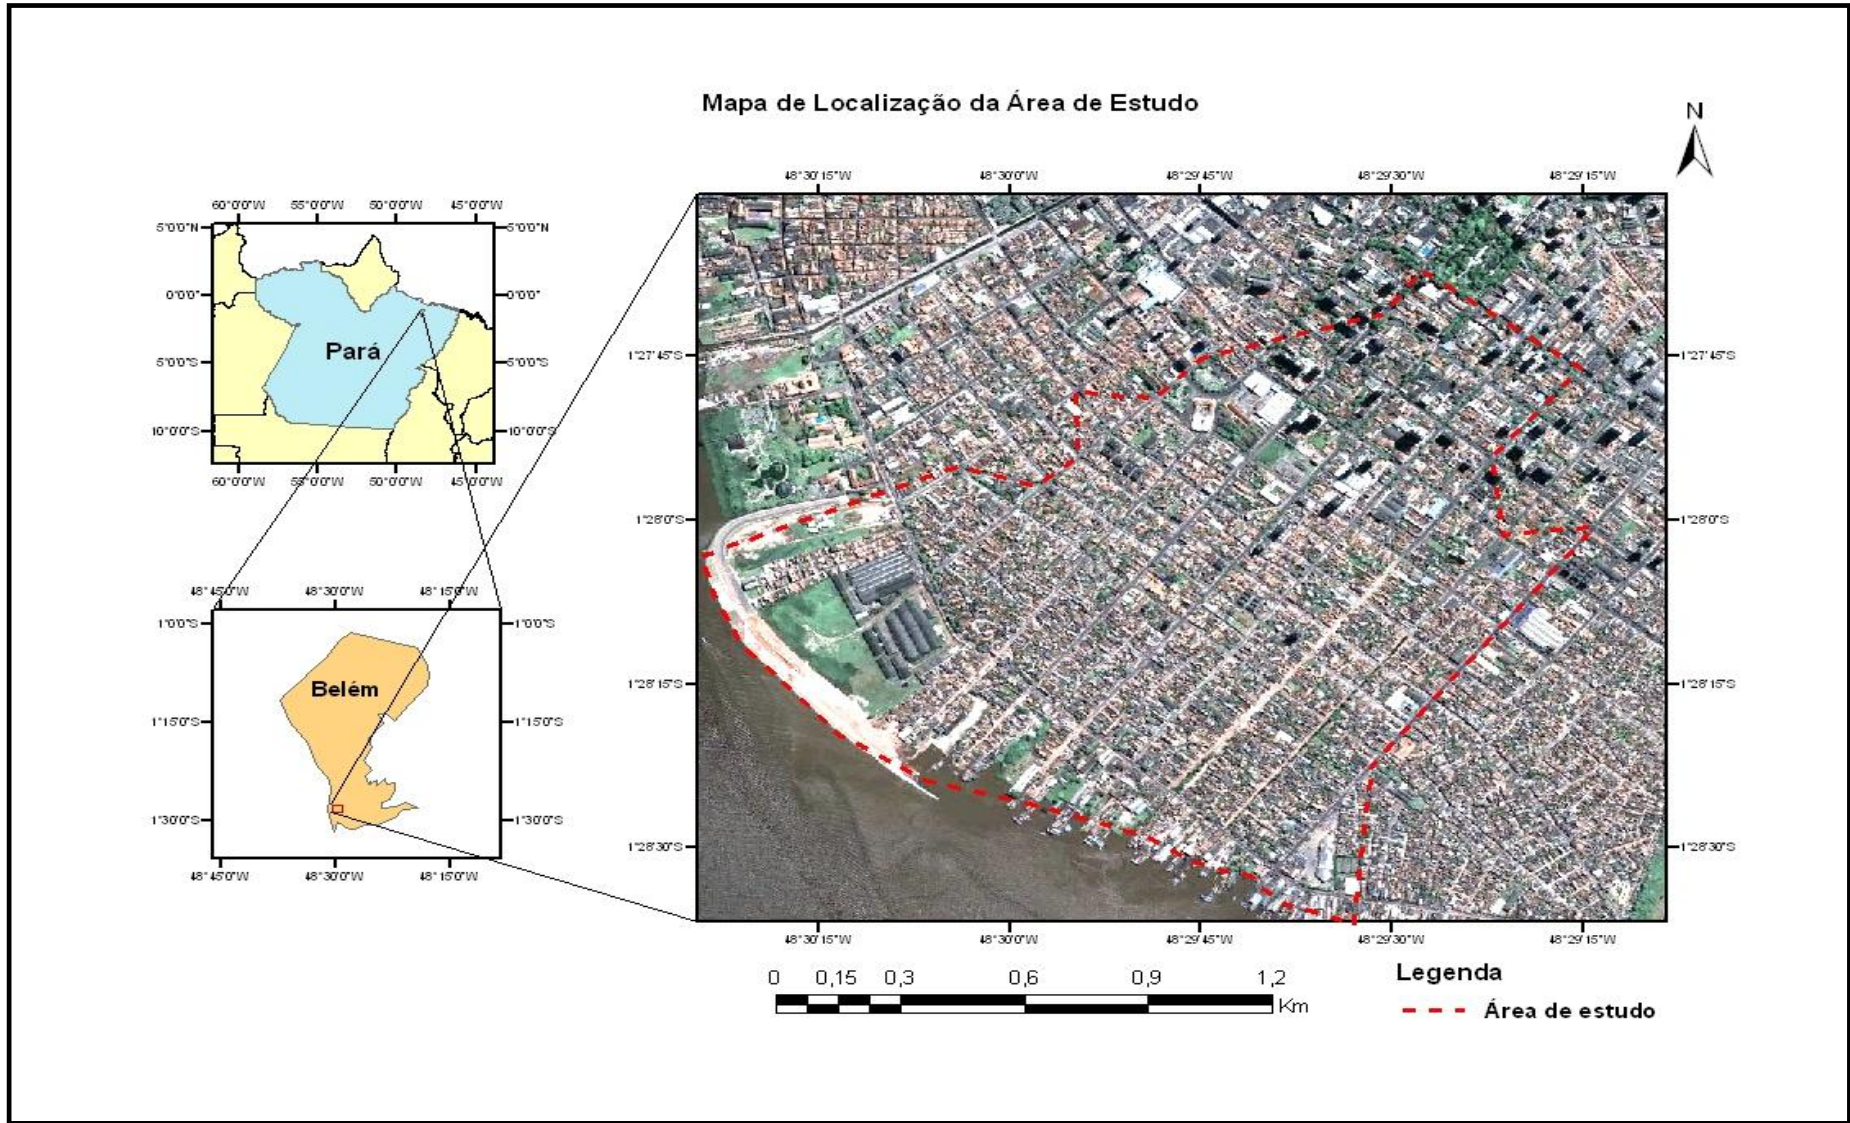 Mapa de Localização da Área de Estudo
N
48°30'15"W 48°30'0"W 48°29'45"W 48°29'30"W 48°29'15"W
60°0'0"W 55°0'0"W 50°0'0"W 45°0'0"W
5°0'0"N 5°0'0"N
0°0'0" 0°0'0"
Pará
5°0'0"S 5°0'0"S
10°0'0"S 10°0'0"S
60°0'0"W 55°0'0"W 50°0'0"W 45°0'0"W
1°27'45"S 1°27'45"S
1°28'0"S 1°28'0"S
1°28'15"S 1°28'15"S
1°28'30"S 1°28'30"S
48°45'0"W 48°30'0"W 48°15'0"W
1°0'0"S 1°0'0"S
Belém
1°15'0"S 1°15'0"S
1°30'0"S 1°30'0"S
48°45'0"W 48°30'0"W 48°15'0"W
48°30'15"W 48°30'0"W 48°29'45"W 48°29'30"W 48°29'15"W
0 0,15 0,3 0,6 0,9 1,2
Km
Legenda
Área de estudo